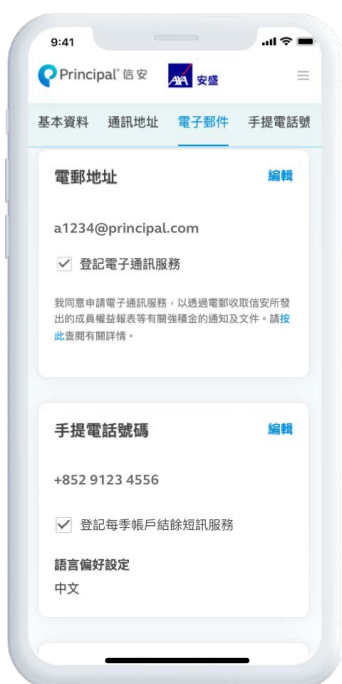 9:41
Principal® 信安 AXA 安盛
基本資料 通訊地址 電子郵件 手提電話號
電郵地址 編輯
a1234@principal.com
登記電子通訊服務
我同意申請電子通訊服務，以透過電郵收取信安所發
出的成員權益報表等有關強積金的通知及文件。請按
此查閱有關詳情。
手提電話號碼 編輯
+852 9123 4556
登記每季帳戶結餘短訊服務
語言偏好設定
中文